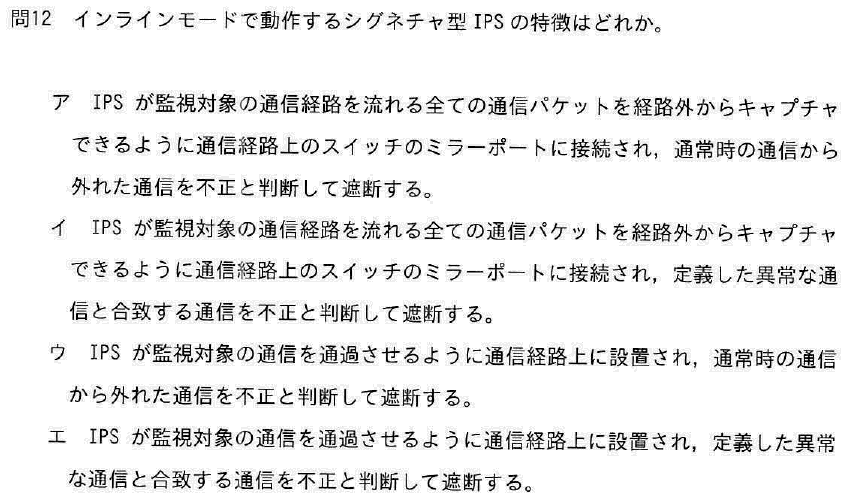 問12 インラインモードで動作するシグネチャ型 IPS の特徴はどれか。
ア IPS が監視対象の通信経路を流れる全ての通信パケットを経路外からキャプチャ
できるように通信経路上のスイッチのミラーポートに接続され，通常時の通信から
外れた通信を不正と判断して遮断する。
イ IPS が監視対象の通信経路を流れる全ての通信パケットを経路外からキャプチャ
できるように通信経路上のスイッチのミラーポートに接続され，定義した異常な通
信と合致する通信を不正と判断して遮断する。
ウ IPS が監視対象の通信を通過させるように通信経路上に設置され，通常時の通信
から外れた通信を不正と判断して遮断する。
エ IPS が監視対象の通信を通過させるように通信経路上に設置され，定義した異常
な通信と合致する通信を不正と判断して遮断する。